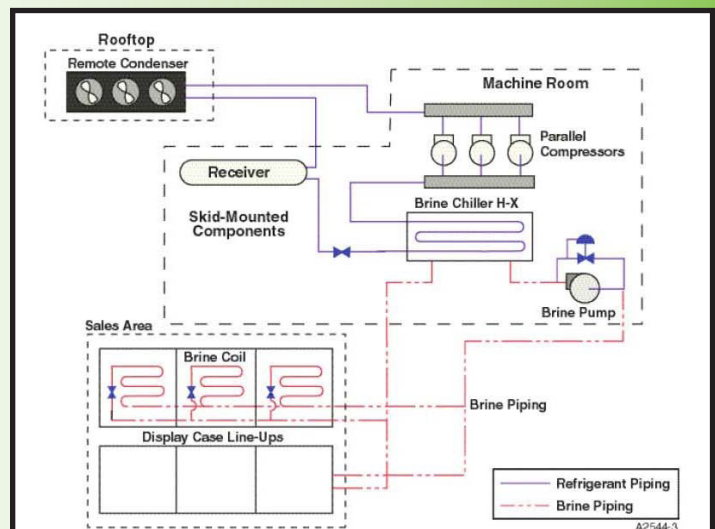 Rooftop
Remote Condenser
Machine Room
Parallel
Compressors
Receiver
Brine Chiller H-X
Skid-Mounted
Components
Brine Pump
Sales Area
Brine Coil
Brine Piping
Display Case Line-Ups
Refrigerant Piping
Brine Piping
A2544-3